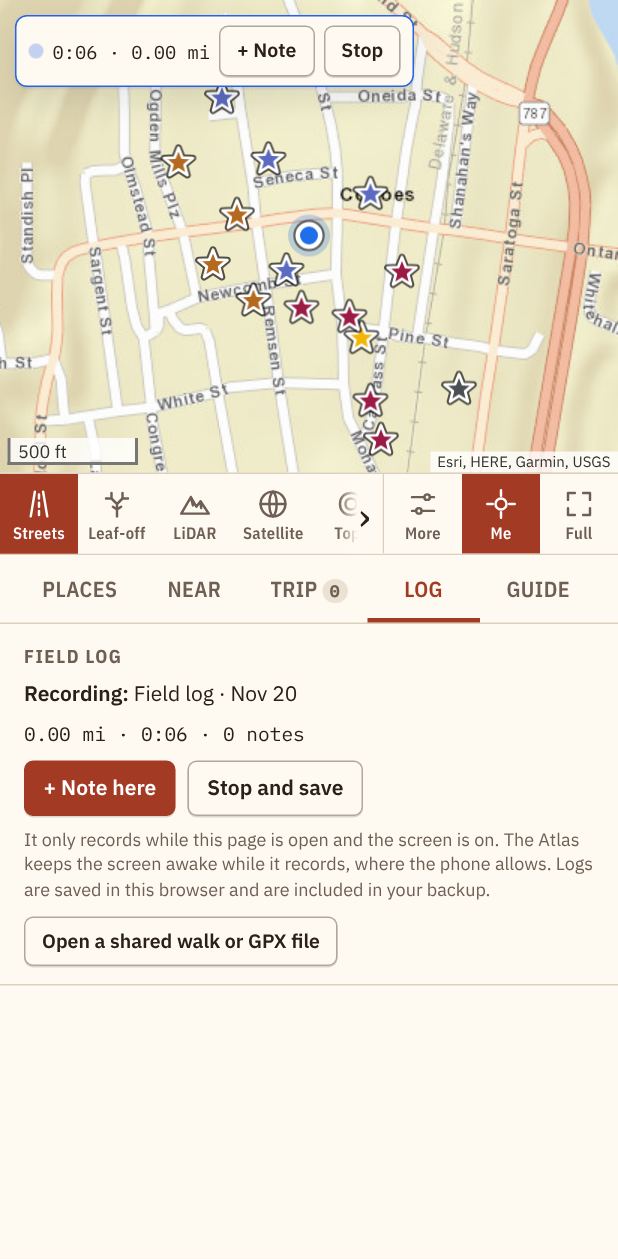 0:06 · 0.00 mi
+ Note
Stop
Oneida St
787
Delaware & Hudson
Shanahan's Way
Ogden Mills Plz
Olmstead St
Standish Pl
Seneca St
Saratoga St
Sargent St
Newcomb St
Remsen St
Pine St
White St
500 ft
Esri, HERE, Garmin, USGS
Streets
Leaf-off
LiDAR
Satellite
More
Me
Full
PLACES
NEAR
TRIP 0
LOG
GUIDE
FIELD LOG
Recording: Field log · Nov 20
0.00 mi · 0:06 · 0 notes
+ Note here
Stop and save
It only records while this page is open and the screen is on. The Atlas
keeps the screen awake while it records, where the phone allows. Logs
are saved in this browser and are included in your backup.
Open a shared walk or GPX file